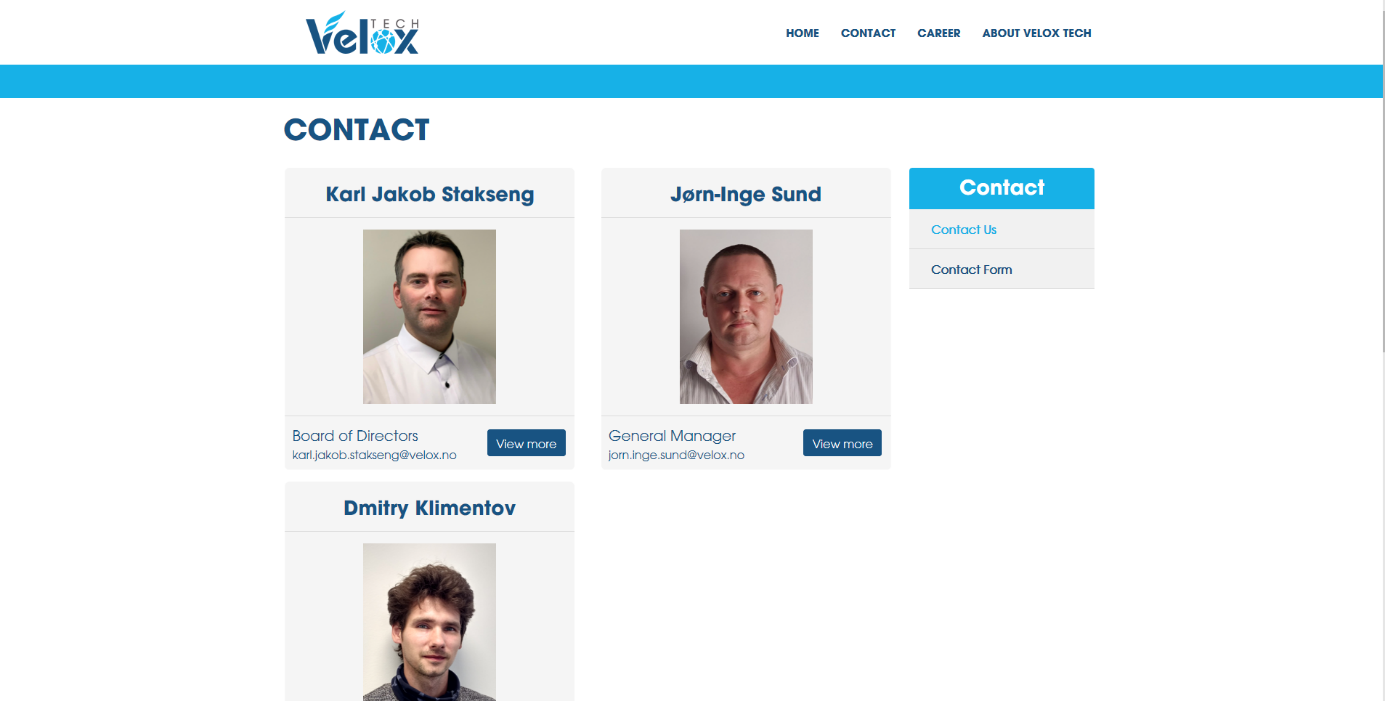 Velox TECH
HOME CONTACT CAREER ABOUT VELOX TECH
CONTACT
Karl Jakob Stakseng
Board of Directors
karl.jakob.stakseng@velox.no
View more
Jørn-Inge Sund
General Manager
jorn.inge.sund@velox.no
View more
Dmitry Klimentov
Contact
Contact Us
Contact Form